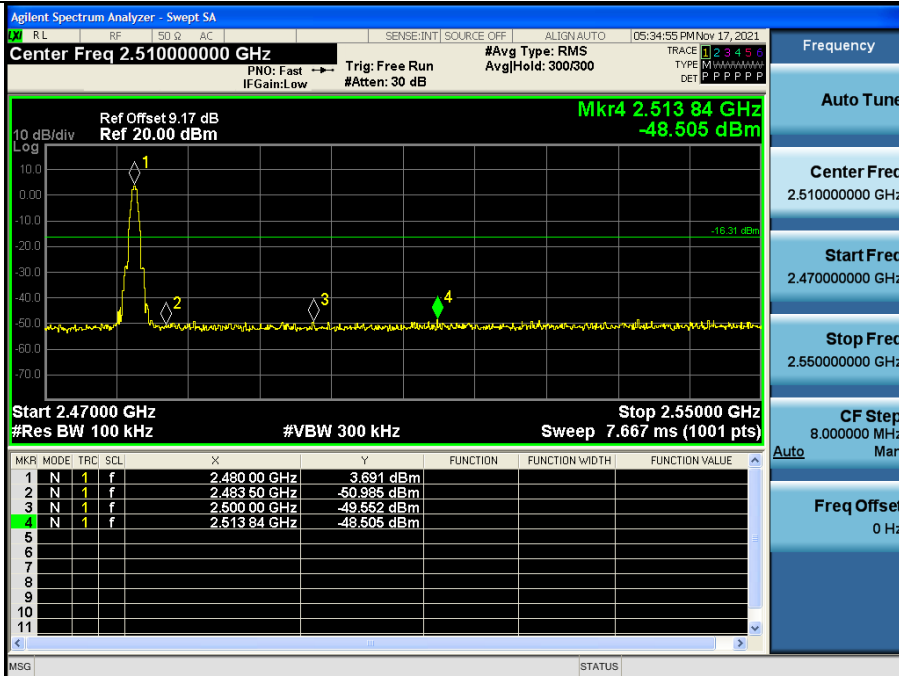 Agilent Spectrum Analyzer - Swept SA
LXI RL RF 50 Ω AC SENSE:INT SOURCE OFF ALIGNAUTO 05:34:55 PM Nov 17, 2021
Center Freq 2.510000000 GHz
PNO: Fast
IFGain:Low
Trig: Free Run
#Atten: 30 dB
#Avg Type: RMS
Avg|Hold: 300/300
TRACE 1 2 3 4 5 6
TYPE M
DET P P P P P P
Mkr4 2.513 84 GHz
-48.505 dBm
Ref Offset 9.17 dB
10 dB/div Ref 20.00 dBm
Log
10.0
0.00
-10.0
-20.0
-30.0
-40.0
-50.0
-60.0
-70.0
1
2
3
4
-16.31 dBm
Start 2.47000 GHz Stop 2.55000 GHz
#Res BW 100 kHz #VBW 300 kHz Sweep 7.667 ms (1001 pts)
MKR MODE TRC SCL X Y FUNCTION FUNCTION WIDTH FUNCTION VALUE
1 N 1 f 2.480 00 GHz 3.691 dBm
2 N 1 f 2.483 50 GHz -50.985 dBm
3 N 1 f 2.500 00 GHz -49.552 dBm
4 N 1 f 2.513 84 GHz -48.505 dBm
5
6
7
8
9
10
11
MSG STATUS
Frequency
Auto Tune
Center Freq
2.510000000 GHz
Start Freq
2.470000000 GHz
Stop Freq
2.550000000 GHz
CF Step
8.000000 MHz
Auto Man
Freq Offset
0 Hz